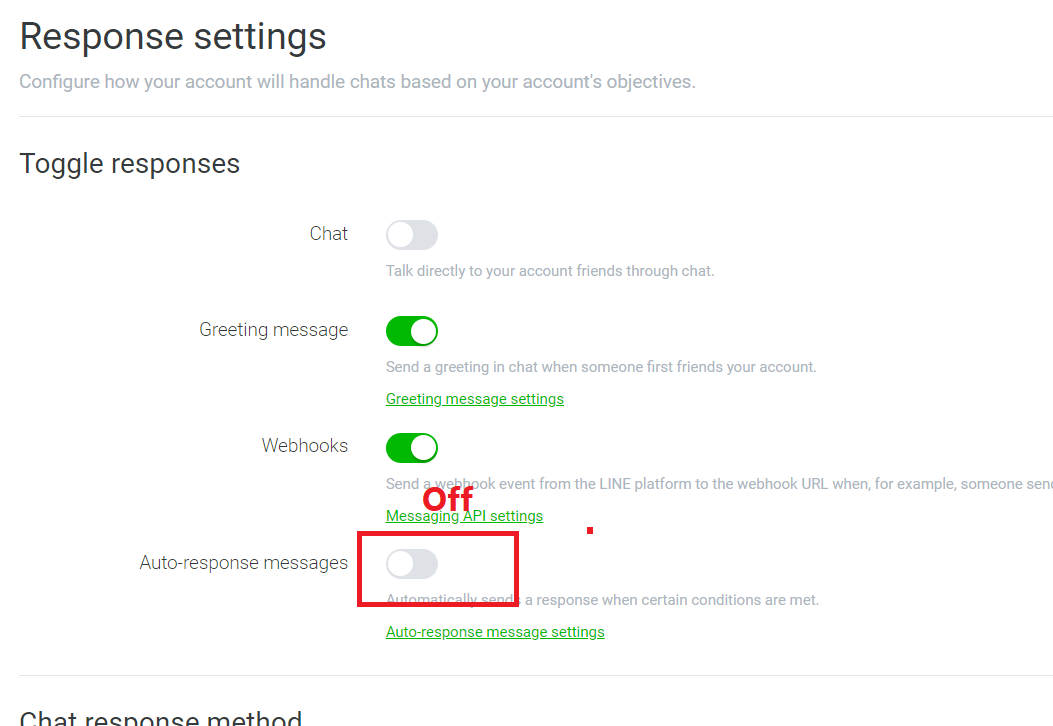 Response settings
Configure how your account will handle chats based on your account's objectives.
Toggle responses
Chat
Talk directly to your account friends through chat.
Greeting message
Send a greeting in chat when someone first friends your account.
Greeting message settings
Webhooks
Send a webhook event from the LINE platform to the webhook URL when, for example, someone
Off
Messaging API settings
Auto-response messages
Automatically sends a response when certain conditions are met.
Auto-response message settings
Chat response method